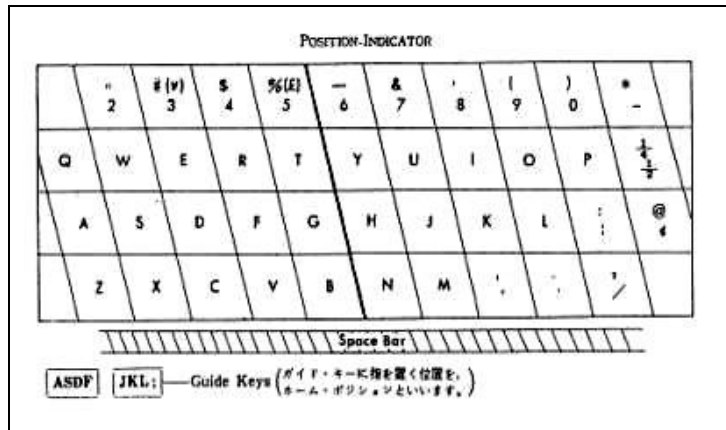 POSITION-INDICATOR
" # (¥) $ %(£) — & ' ( ) *
2 3 4 5 6 7 8 9 0 -
Q W E R T Y U I O P ¼ ½
A S D F G H J K L : ; @ ¢
Z X C V B N M , . ? /
Space Bar
ASDF JKL; — Guide Keys (ガイド・キーに指を置く位置を、
ホーム・ポジションといいます。)